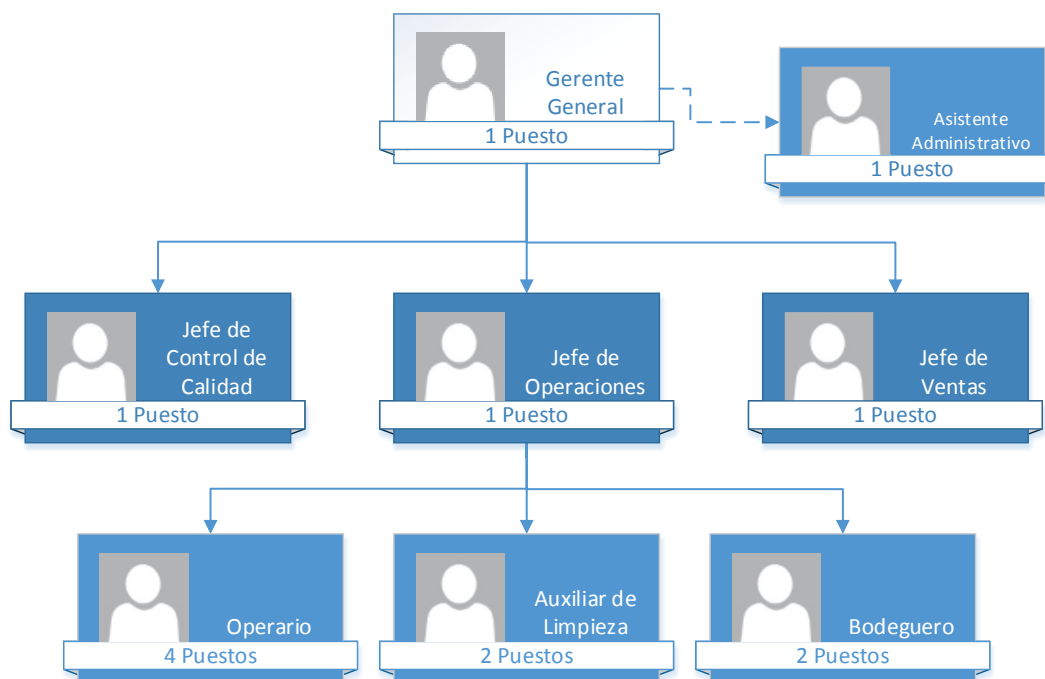 Gerente
General
1 Puesto
Asistente
Administrativo
1 Puesto
Jefe de
Control de
Calidad
1 Puesto
Jefe de
Operaciones
1 Puesto
Jefe de
Ventas
1 Puesto
Operario
4 Puestos
Auxiliar de
Limpieza
2 Puestos
Bodeguero
2 Puestos